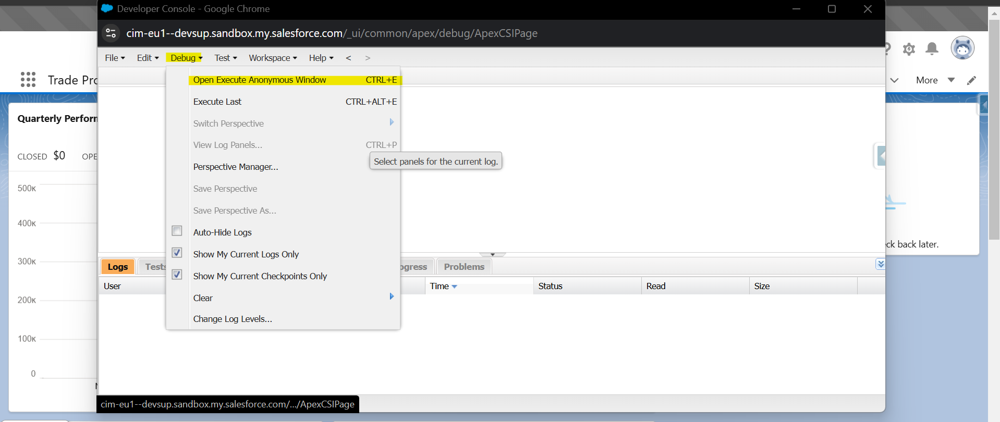 Developer Console - Google Chrome
cim-eu1--devsup.sandbox.my.salesforce.com/_ui/common/apex/debug/ApexCSIPage
File Edit Debug Test Workspace Help < >
Open Execute Anonymous Window CTRL+E
Execute Last CTRL+ALT+E
Switch Perspective
View Log Panels... CTRL+P
Select panels for the current log.
Perspective Manager...
Save Perspective
Save Perspective As...
Auto-Hide Logs
Show My Current Logs Only
Show My Current Checkpoints Only
Clear
Change Log Levels...
Logs Tests ogress Problems
User Time Status Read Size
cim-eu1--devsup.sandbox.my.salesforce.com/.../ApexCSIPage
Trade Pro
More
Quarterly Perform
CLOSED $0 OPE
500K
400K
300K
200K
100K
0
ck back later.